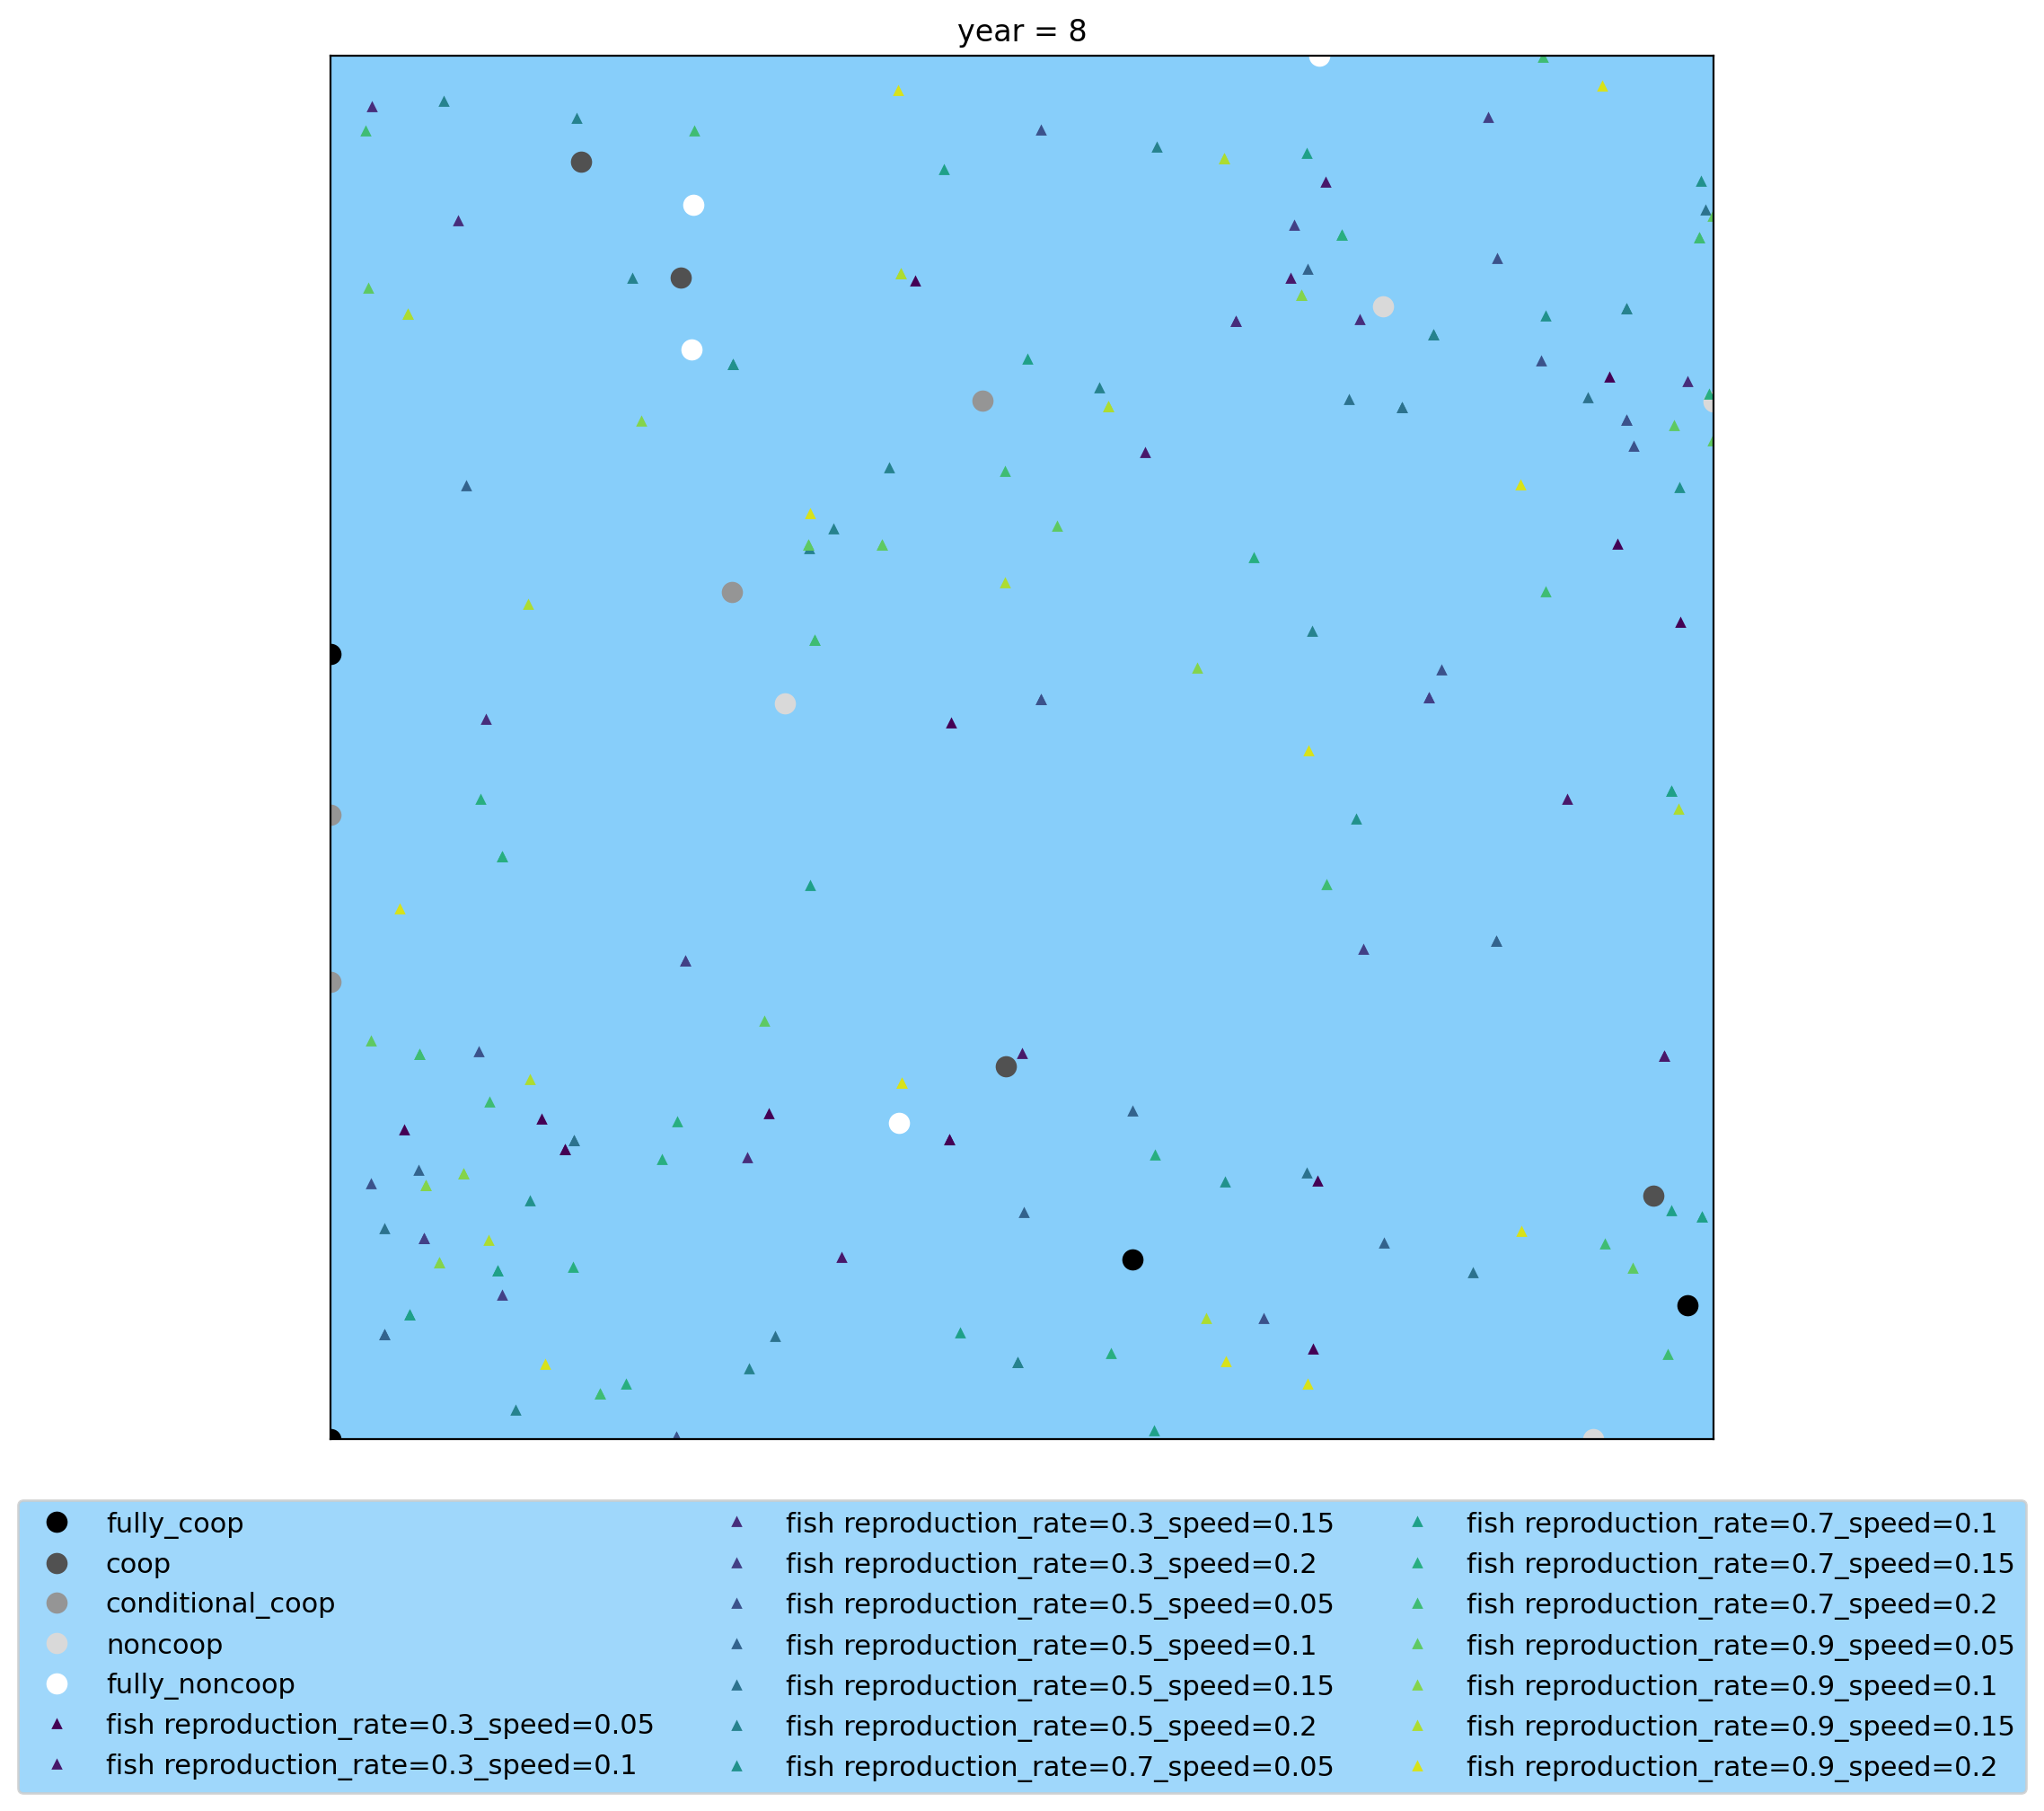 year = 8
fully_coop
coop
conditional_coop
noncoop
fully_noncoop
fish reproduction_rate=0.3_speed=0.05
fish reproduction_rate=0.3_speed=0.1
fish reproduction_rate=0.3_speed=0.15
fish reproduction_rate=0.3_speed=0.2
fish reproduction_rate=0.5_speed=0.05
fish reproduction_rate=0.5_speed=0.1
fish reproduction_rate=0.5_speed=0.15
fish reproduction_rate=0.5_speed=0.2
fish reproduction_rate=0.7_speed=0.05
fish reproduction_rate=0.7_speed=0.1
fish reproduction_rate=0.7_speed=0.15
fish reproduction_rate=0.7_speed=0.2
fish reproduction_rate=0.9_speed=0.05
fish reproduction_rate=0.9_speed=0.1
fish reproduction_rate=0.9_speed=0.15
fish reproduction_rate=0.9_speed=0.2